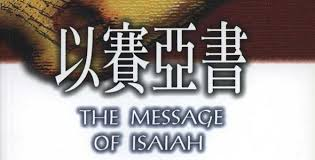 以賽亞書
THE MESSAGE
OF ISAIAH